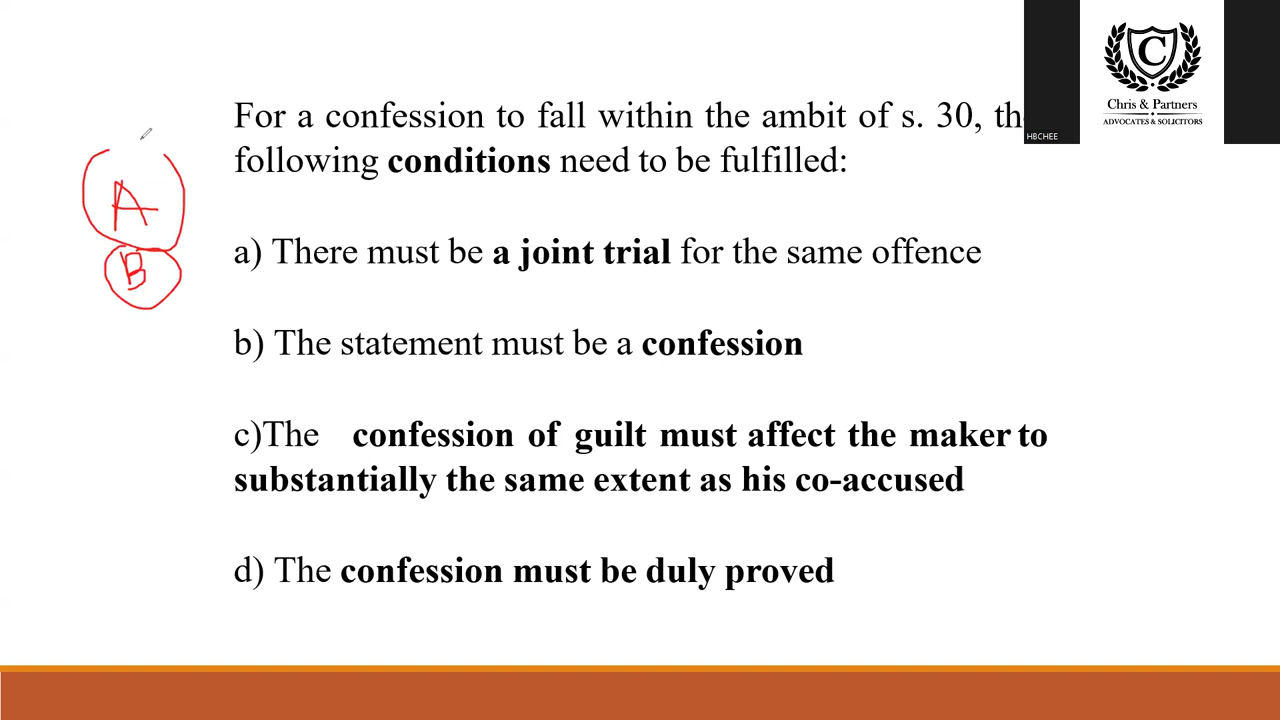 C
Chris & Partners
ADVOCATES & SOLICITORS
HBCHEE
For a confession to fall within the ambit of s. 30,
following conditions need to be fulfilled:
A
a) There must be a joint trial for the same offence
B
b) The statement must be a confession
c)The confession of guilt must affect the maker to
substantially the same extent as his co-accused
d) The confession must be duly proved